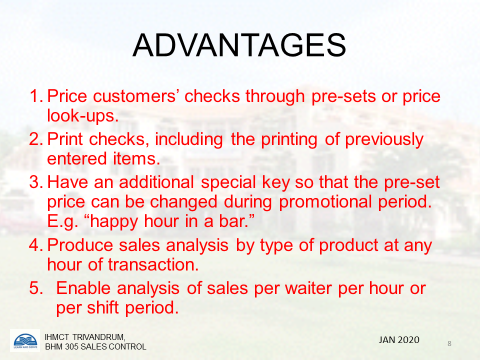 ADVANTAGES
1. Price customers’ checks through pre-sets or price
look-ups.
2. Print checks, including the printing of previously
entered items.
3. Have an additional special key so that the pre-set
price can be changed during promotional period.
E.g. “happy hour in a bar.”
4. Produce sales analysis by type of product at any
hour of transaction.
5. Enable analysis of sales per waiter per hour or
per shift period.
IHMCT TRIVANDRUM,
BHM 305 SALES CONTROL
JAN 2020
8